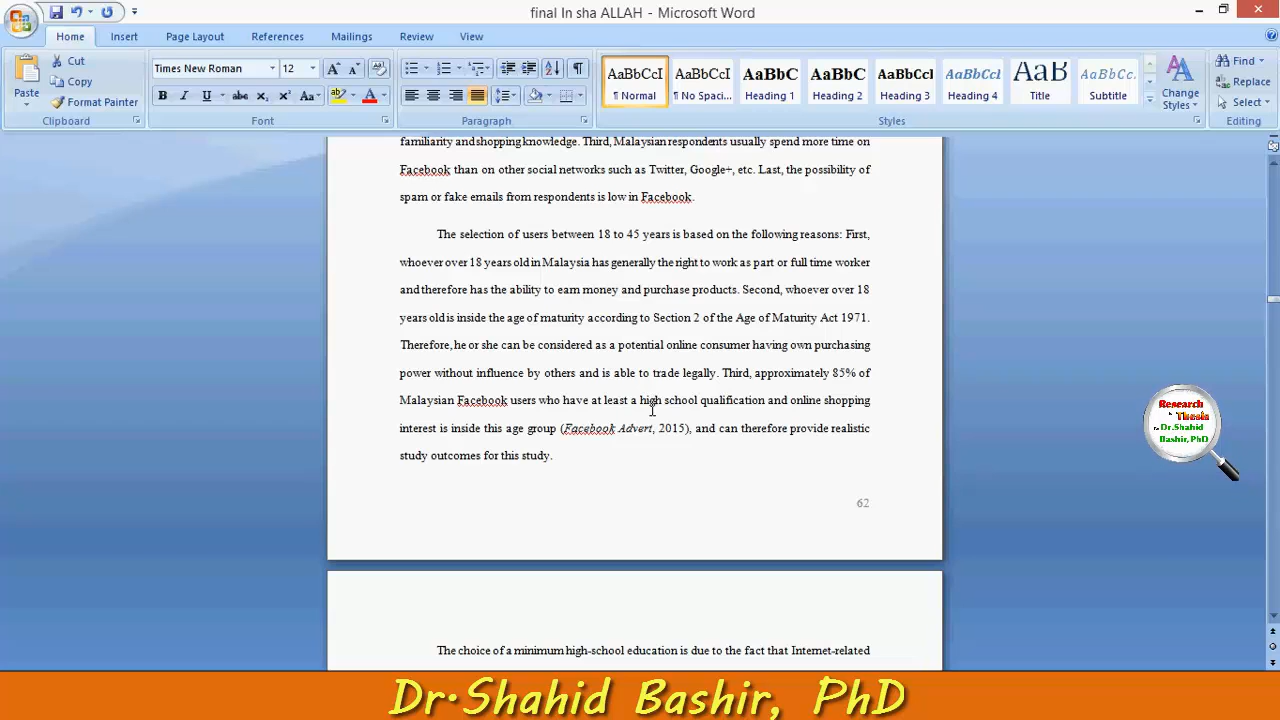 final In sha ALLAH - Microsoft Word
Home Insert Page Layout References Mailings Review View
Paste
Cut
Copy
Format Painter
Clipboard
Times New Roman 12
B I U abc x₂ x² Aa ab A
Font
Paragraph
AaBbCcI ¶ Normal
AaBbCcI ¶ No Spaci...
AaBbC Heading 1
AaBbCc Heading 2
AaBbCcl Heading 3
AaBbCcl Heading 4
AaB Title
AaBbCc. Subtitle
Change Styles
Styles
Find
Replace
Select
Editing
familiarity and shopping knowledge. Third, Malaysian respondents usually spend more time on
Facebook than on other social networks such as Twitter, Google+, etc. Last, the possibility of
spam or fake emails from respondents is low in Facebook.
The selection of users between 18 to 45 years is based on the following reasons: First,
whoever over 18 years old in Malaysia has generally the right to work as part or full time worker
and therefore has the ability to earn money and purchase products. Second, whoever over 18
years old is inside the age of maturity according to Section 2 of the Age of Maturity Act 1971.
Therefore, he or she can be considered as a potential online consumer having own purchasing
power without influence by others and is able to trade legally. Third, approximately 85% of
Malaysian Facebook users who have at least a high school qualification and online shopping
interest is inside this age group (Facebook Advert, 2015), and can therefore provide realistic
study outcomes for this study.
62
The choice of a minimum high-school education is due to the fact that Internet-related
Research
Thesis
Dr.Shahid
Bashir, PhD
Dr.Shahid Bashir, PhD